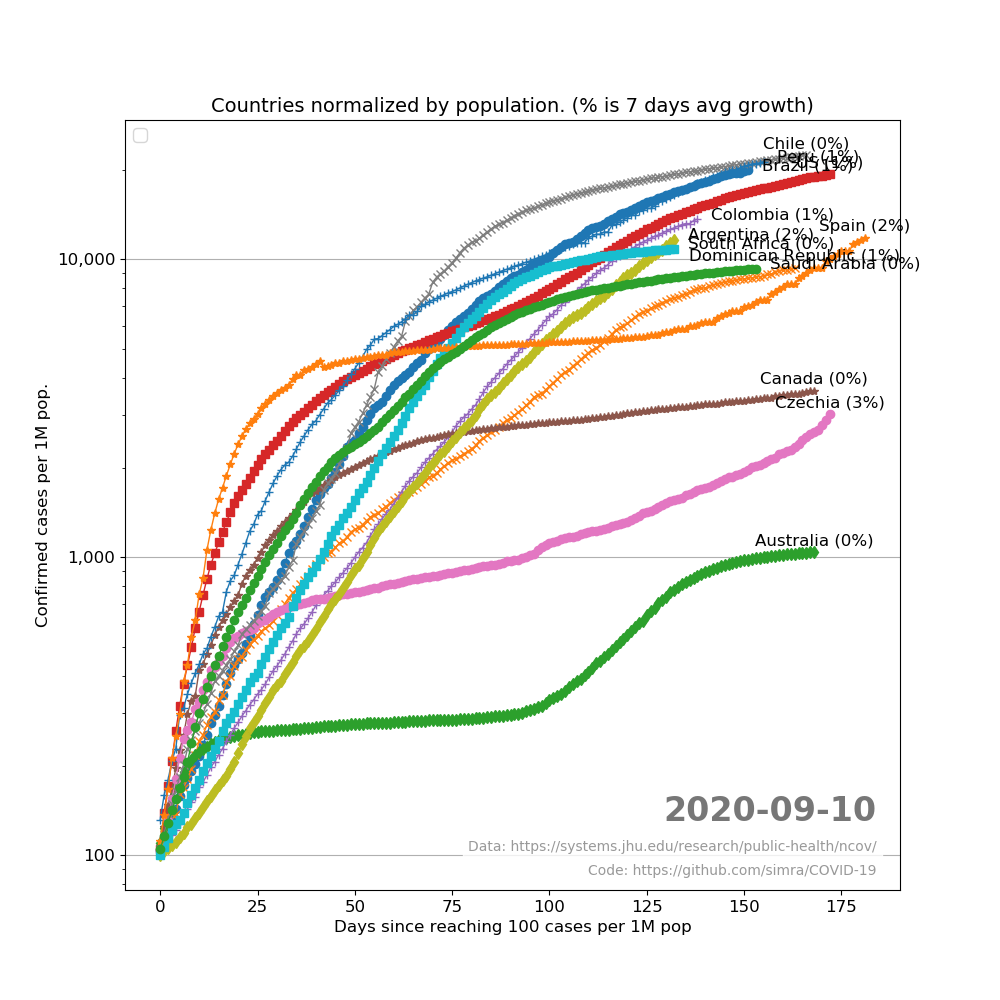 Countries normalized by population. (% is 7 days avg growth)
Chile (0%)
Peru (1%)
US (1%)
Brazil (1%)
Colombia (1%)
Spain (2%)
Argentina (2%)
South Africa (0%)
Dominican Republic (1%)
Saudi Arabia (0%)
Canada (0%)
Czechia (3%)
Australia (0%)
10,000
1,000
100
Confirmed cases per 1M pop.
2020-09-10
Data: https://systems.jhu.edu/research/public-health/ncov/
Code: https://github.com/simra/COVID-19
0 25 50 75 100 125 150 175
Days since reaching 100 cases per 1M pop